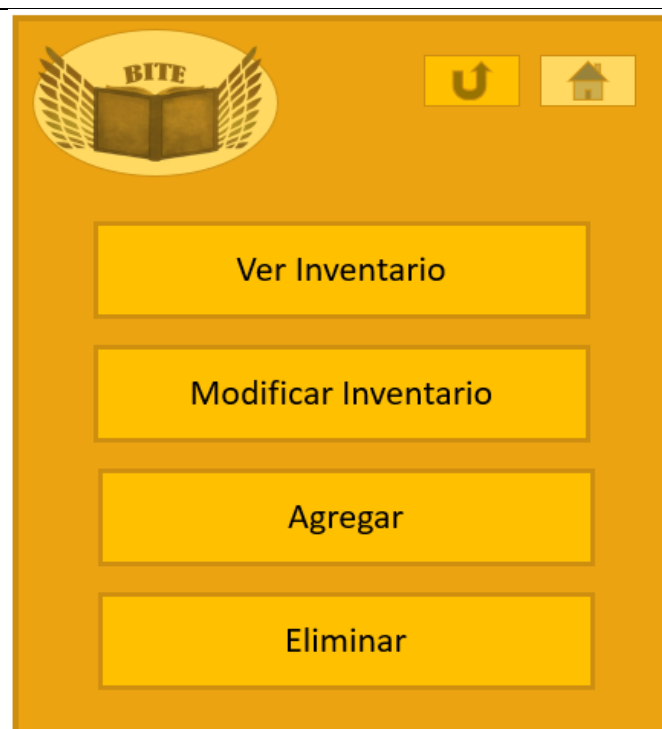 BITE
Ver Inventario
Modificar Inventario
Agregar
Eliminar